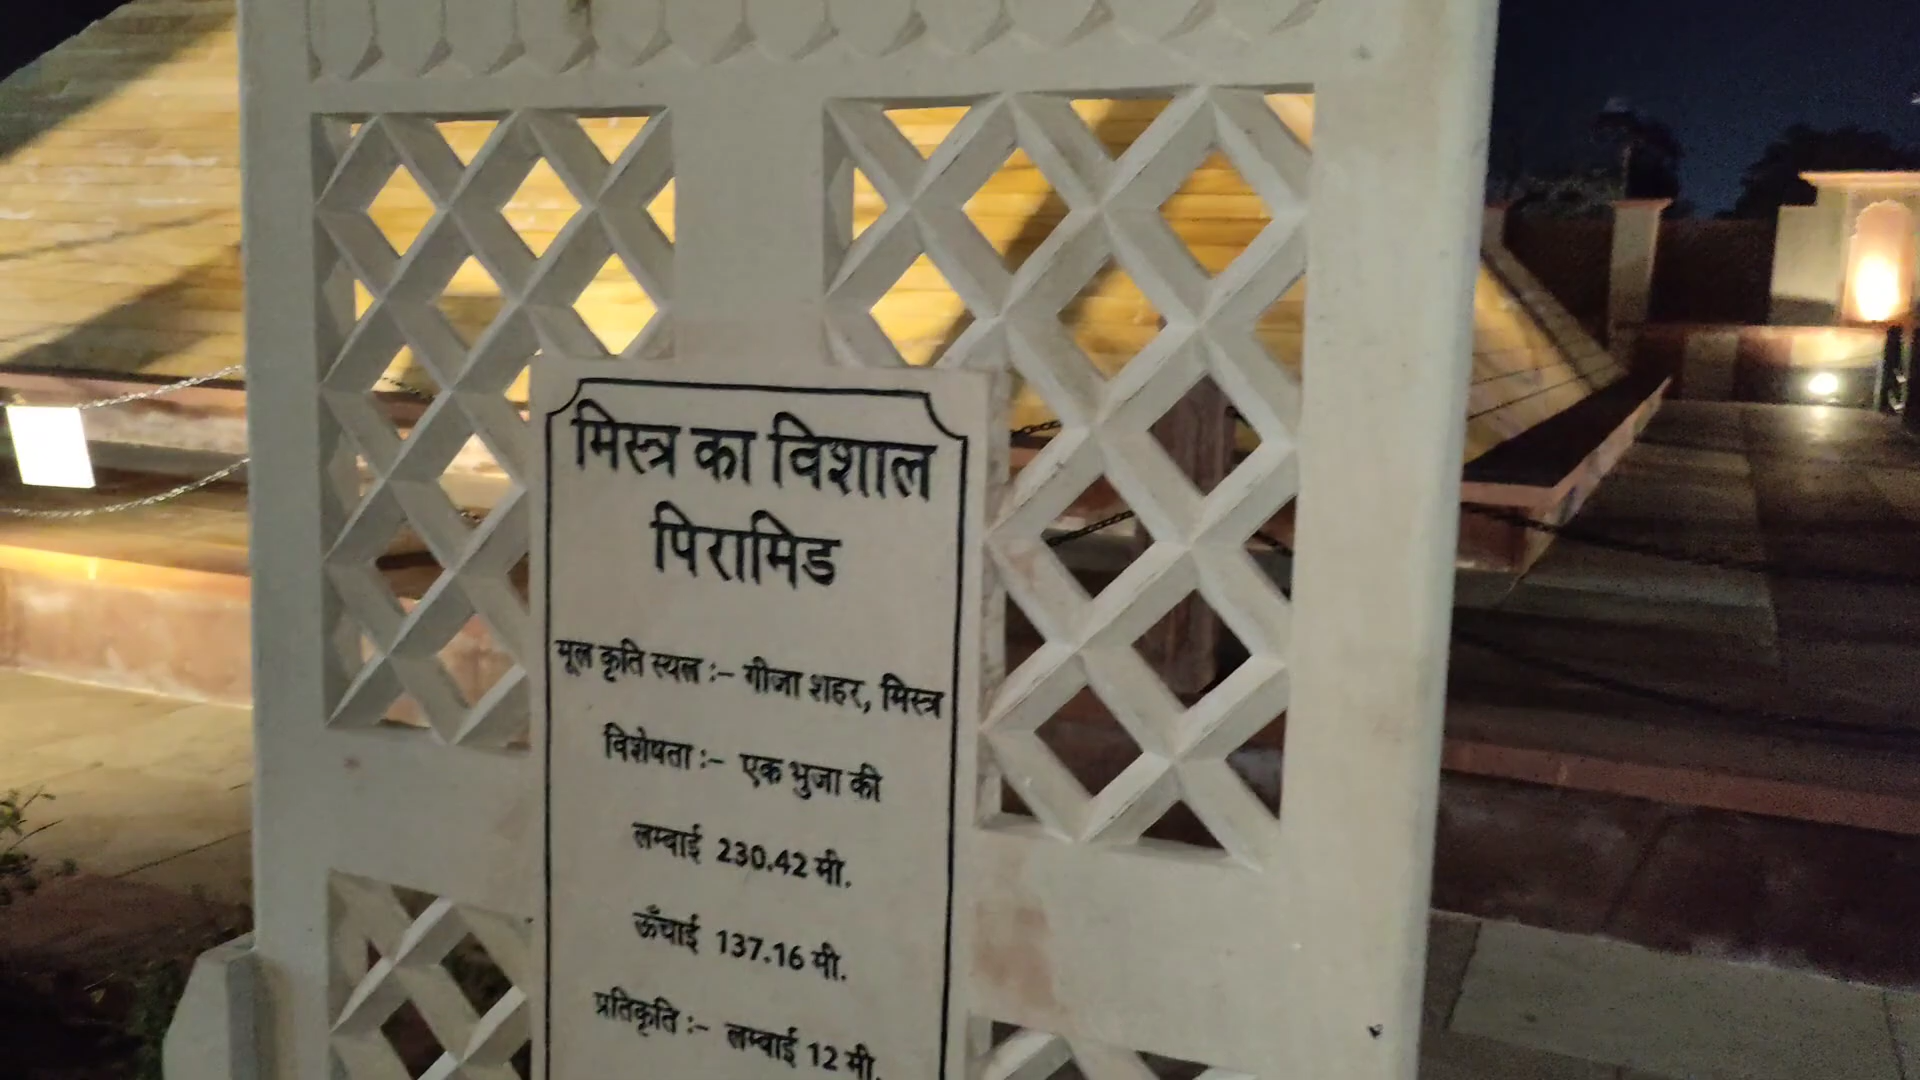 मिस्त्र का विशाल
पिरामिड
मूल कृति स्थल :- गीजा शहर, मिस्त्र
विशेषता :- एक भुजा की
लम्बाई 230.42 मी.
ऊँचाई 137.16 मी.
प्रतिकृति :- लम्बाई 12 मी.